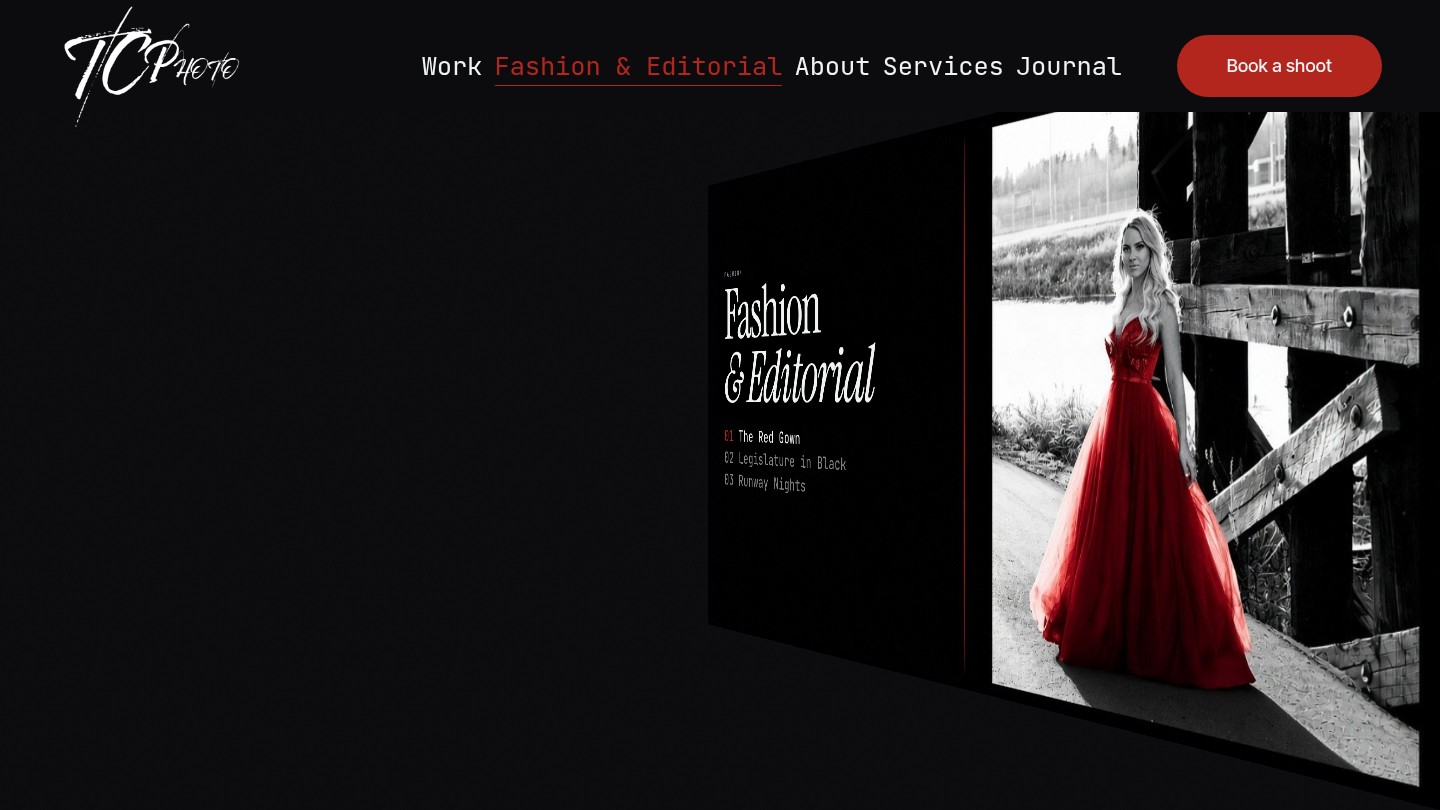 TCPhoto
Work Fashion & Editorial About Services Journal
Book a shoot
FASHION
Fashion
& Editorial
01 The Red Gown
02 Legislature in Black
03 Runway Nights